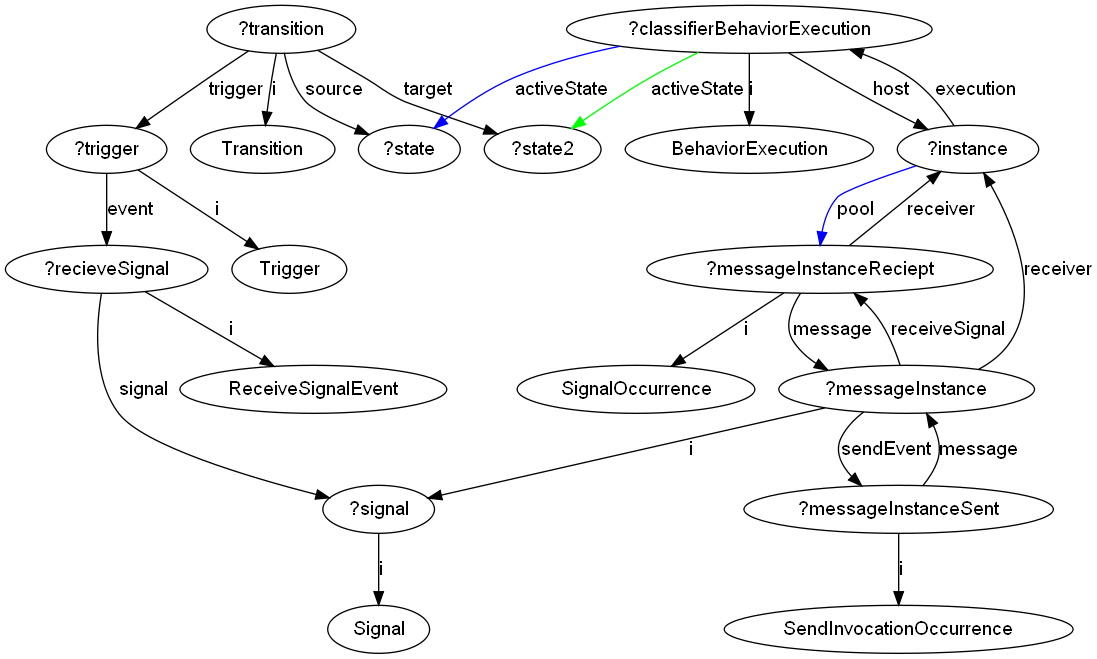 ?transition
?classifierBehaviorExecution
trigger
i
source
target
activeState
activeState
i
host
execution
?trigger
Transition
?state
?state2
BehaviorExecution
?instance
event
i
pool
receiver
?recieveSignal
Trigger
?messageInstanceReciept
receiver
i
i
message
receiveSignal
signal
ReceiveSignalEvent
SignalOccurrence
?messageInstance
i
sendEvent
message
?signal
?messageInstanceSent
i
i
Signal
SendInvocationOccurrence